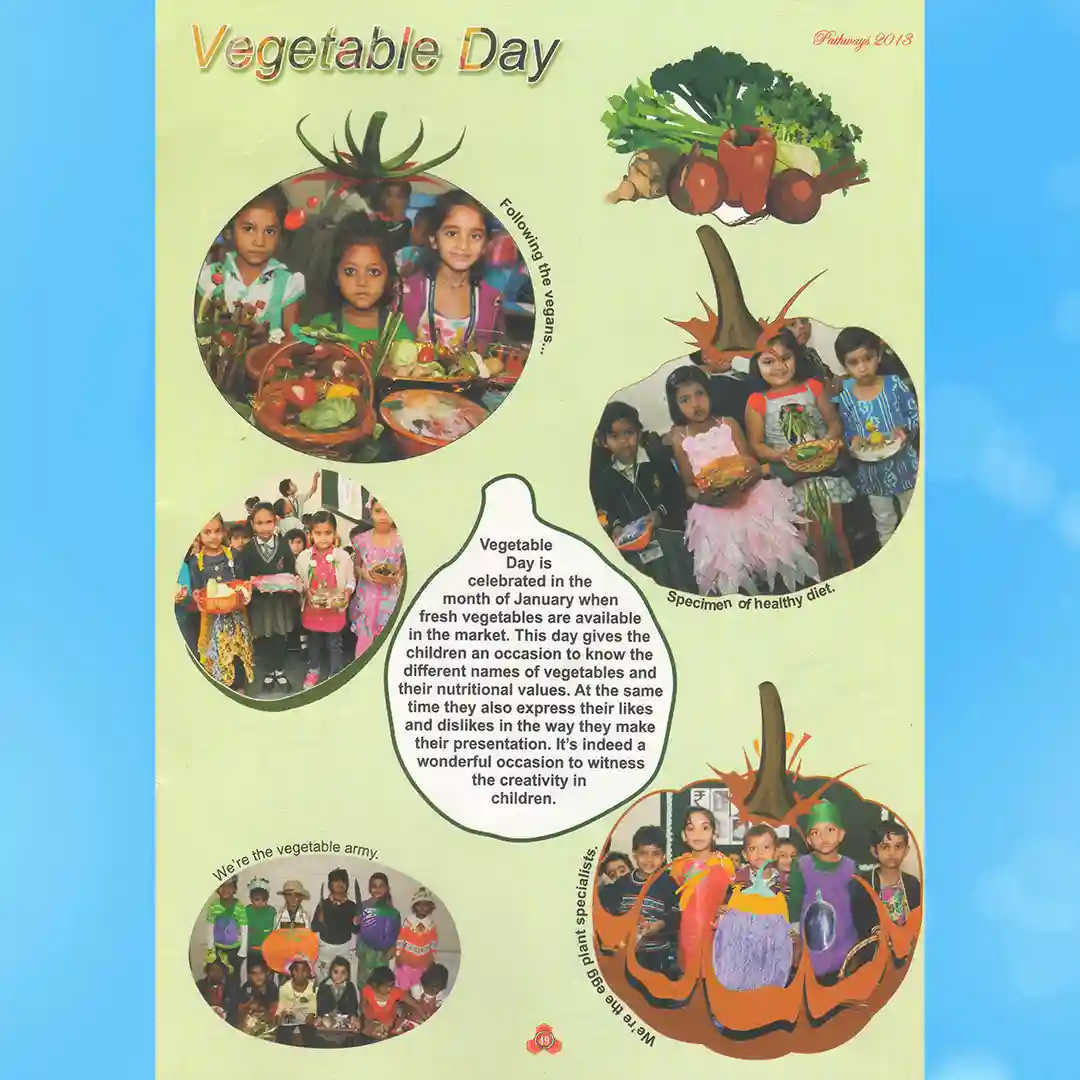 Vegetable Day
Pathways 2013
Following the vegans...
Specimen of healthy diet.
Vegetable
Day is
celebrated in the
month of January when
fresh vegetables are available
in the market. This day gives the
children an occasion to know the
different names of vegetables and
their nutritional values. At the same
time they also express their likes
and dislikes in the way they make
their presentation. It's indeed a
wonderful occasion to witness
the creativity in
children.
We're the vegetable army.
We're the egg plant specialists.
49